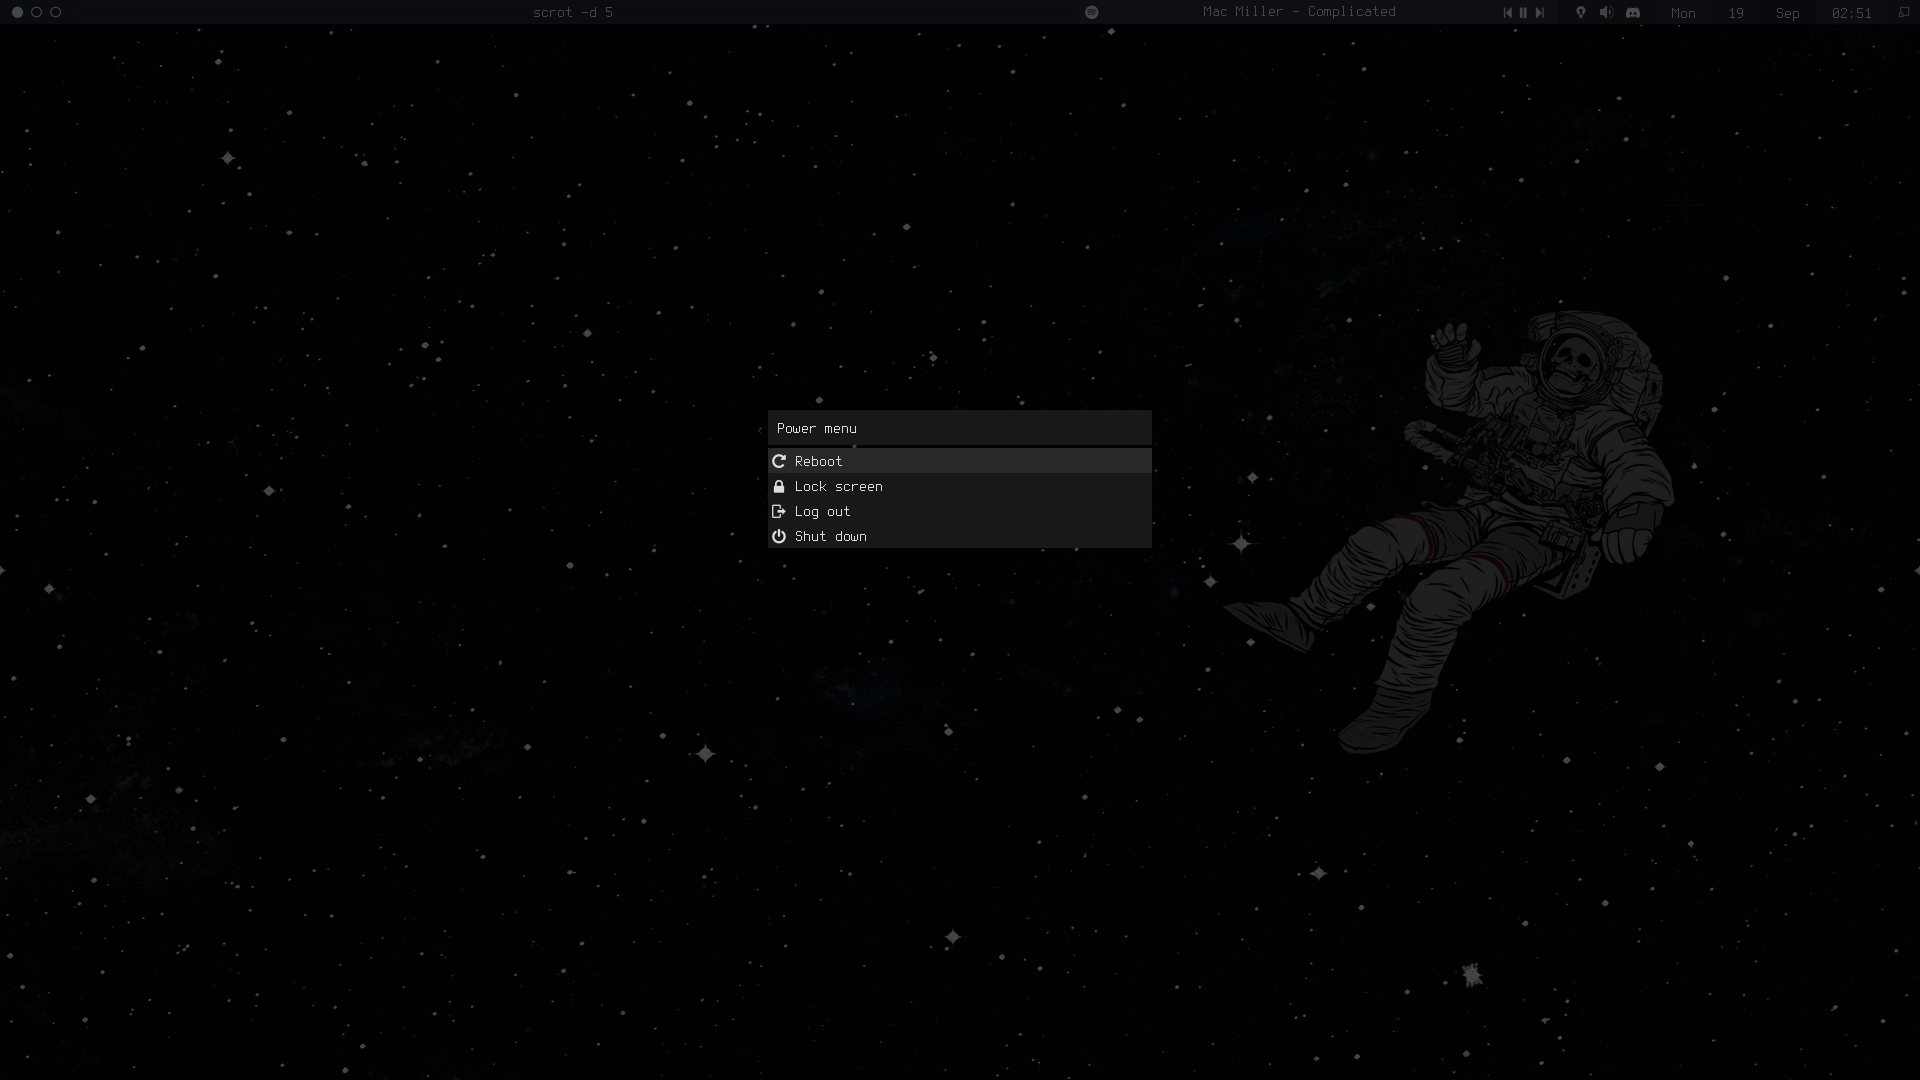 scrot -d 5
Mac Miller - Complicated
Mon 19 Sep 02:51
Power menu
Reboot
Lock screen
Log out
Shut down